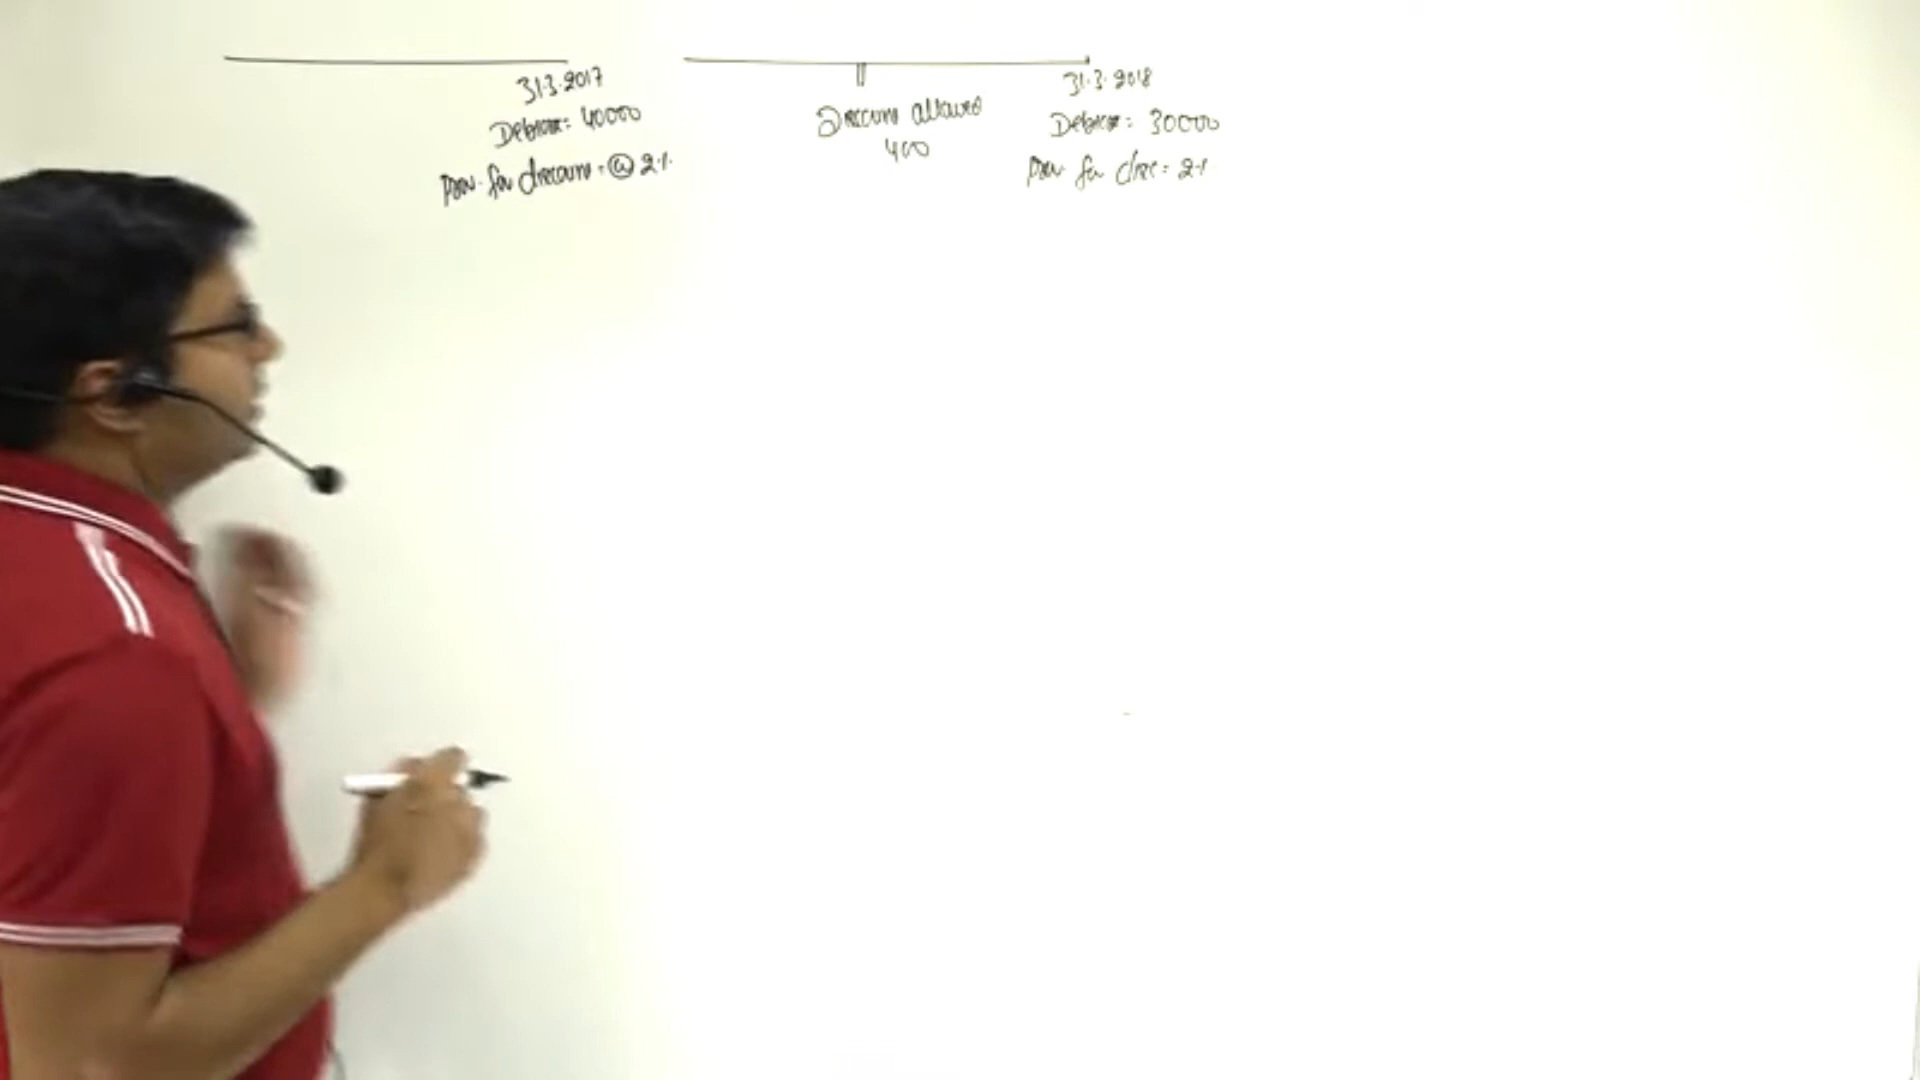 31.3.2017
Debtors: 40000
Prov. for discount = @ 2%
Discount allowed
400
31.3.2018
Debtors: 30000
Prov. for disc = 2%